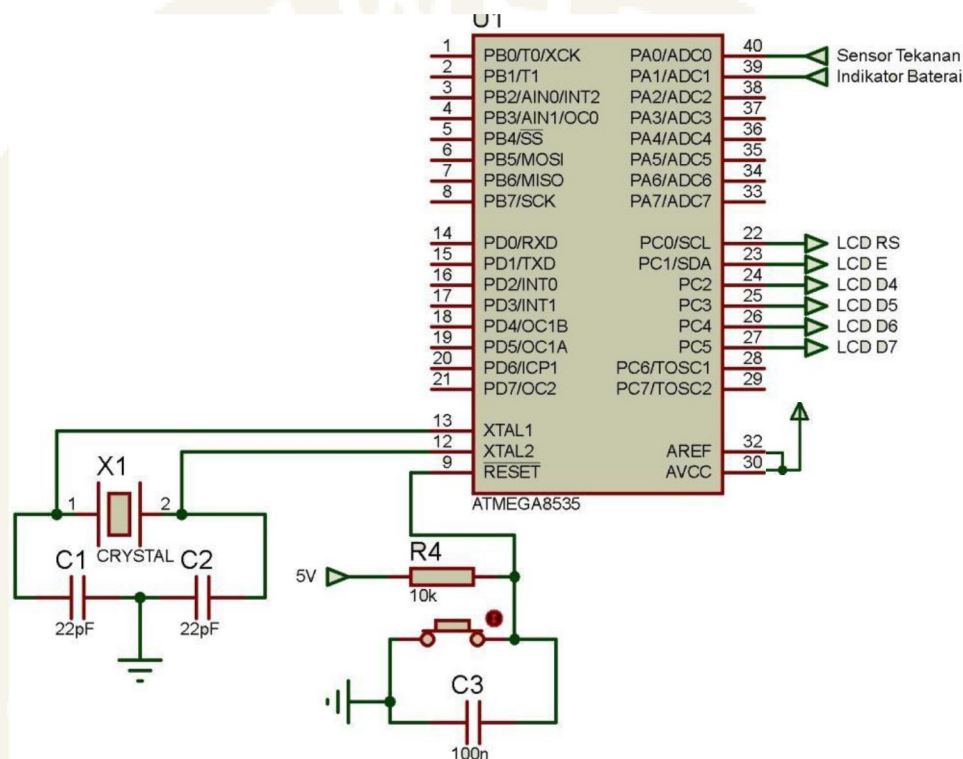 U1
1 PB0/T0/XCK PA0/ADC0 40 Sensor Tekanan
2 PB1/T1 PA1/ADC1 39 Indikator Baterai
3 PB2/AIN0/INT2 PA2/ADC2 38
4 PB3/AIN1/OC0 PA3/ADC3 37
5 PB4/SS PA4/ADC4 36
6 PB5/MOSI PA5/ADC5 35
7 PB6/MISO PA6/ADC6 34
8 PB7/SCK PA7/ADC7 33
14 PD0/RXD PC0/SCL 22 LCD RS
15 PD1/TXD PC1/SDA 23 LCD E
16 PD2/INT0 PC2 24 LCD D4
17 PD3/INT1 PC3 25 LCD D5
18 PD4/OC1B PC4 26 LCD D6
19 PD5/OC1A PC5 27 LCD D7
20 PD6/ICP1 PC6/TOSC1 28
21 PD7/OC2 PC7/TOSC2 29
13 XTAL1
12 XTAL2 AREF 32
9 RESET AVCC 30
ATMEGA8535
X1
1 2
CRYSTAL
C1 C2
22pF 22pF
R4
5V
10k
C3
100n